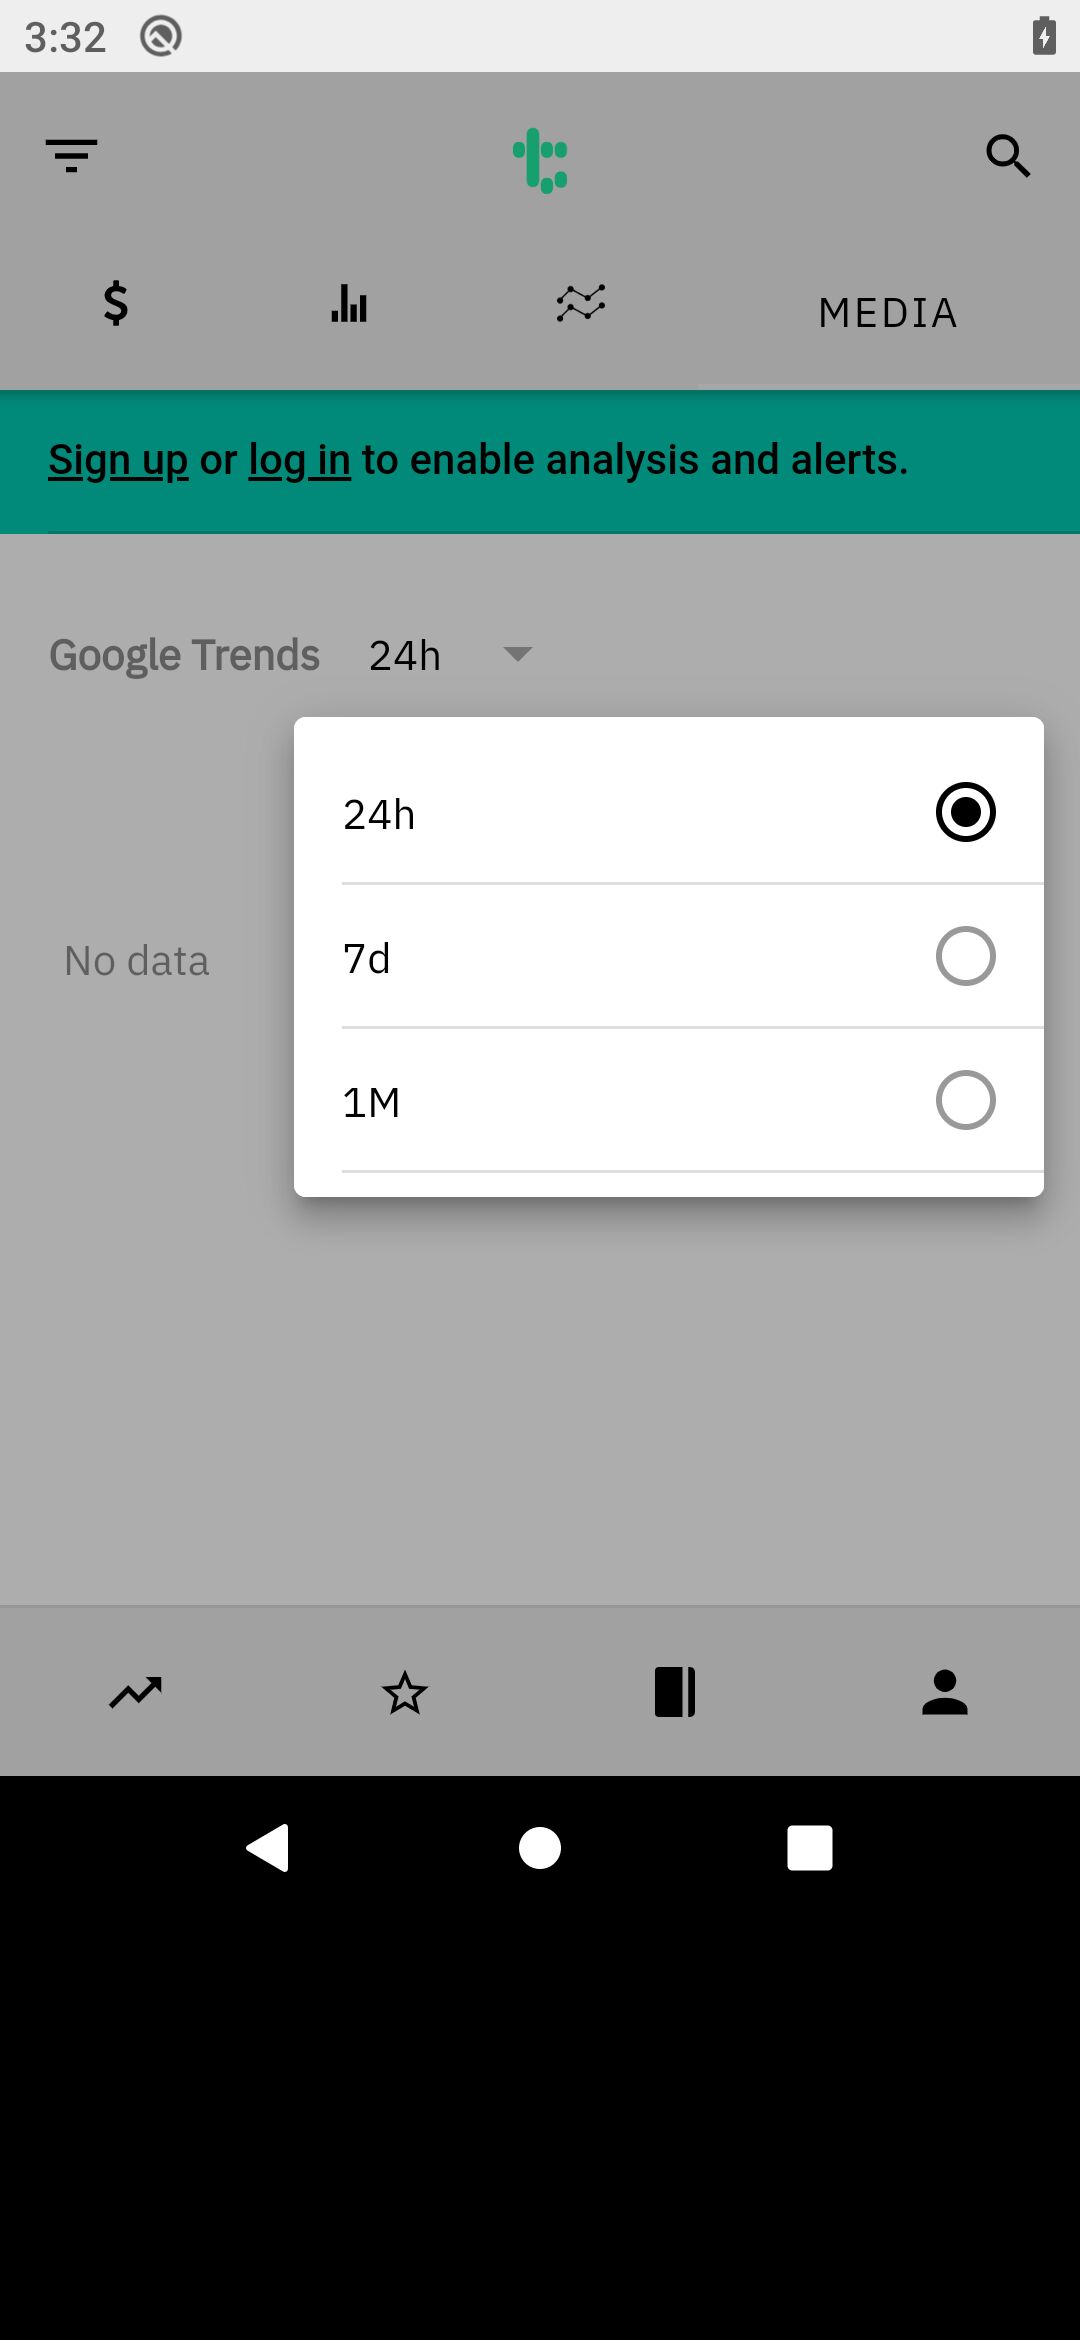 3:32
MEDIA
Sign up or log in to enable analysis and alerts.
Google Trends 24h
24h
7d
No data
1M